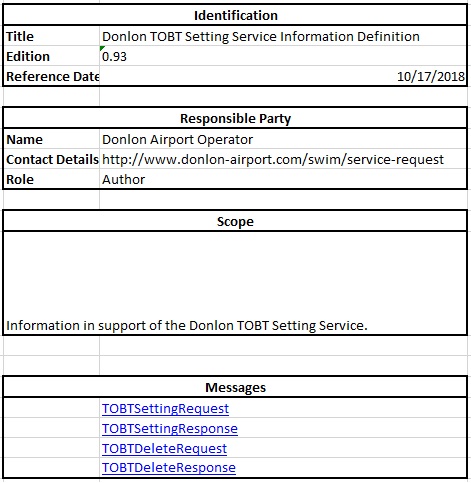 Identification
Title Donlon TOBT Setting Service Information Definition
Edition 0.93
Reference Date 10/17/2018
Responsible Party
Name Donlon Airport Operator
Contact Details http://www.donlon-airport.com/swim/service-request
Role Author
Scope
Information in support of the Donlon TOBT Setting Service.
Messages
TOBTSettingRequest
TOBTSettingResponse
TOBTDeleteRequest
TOBTDeleteResponse